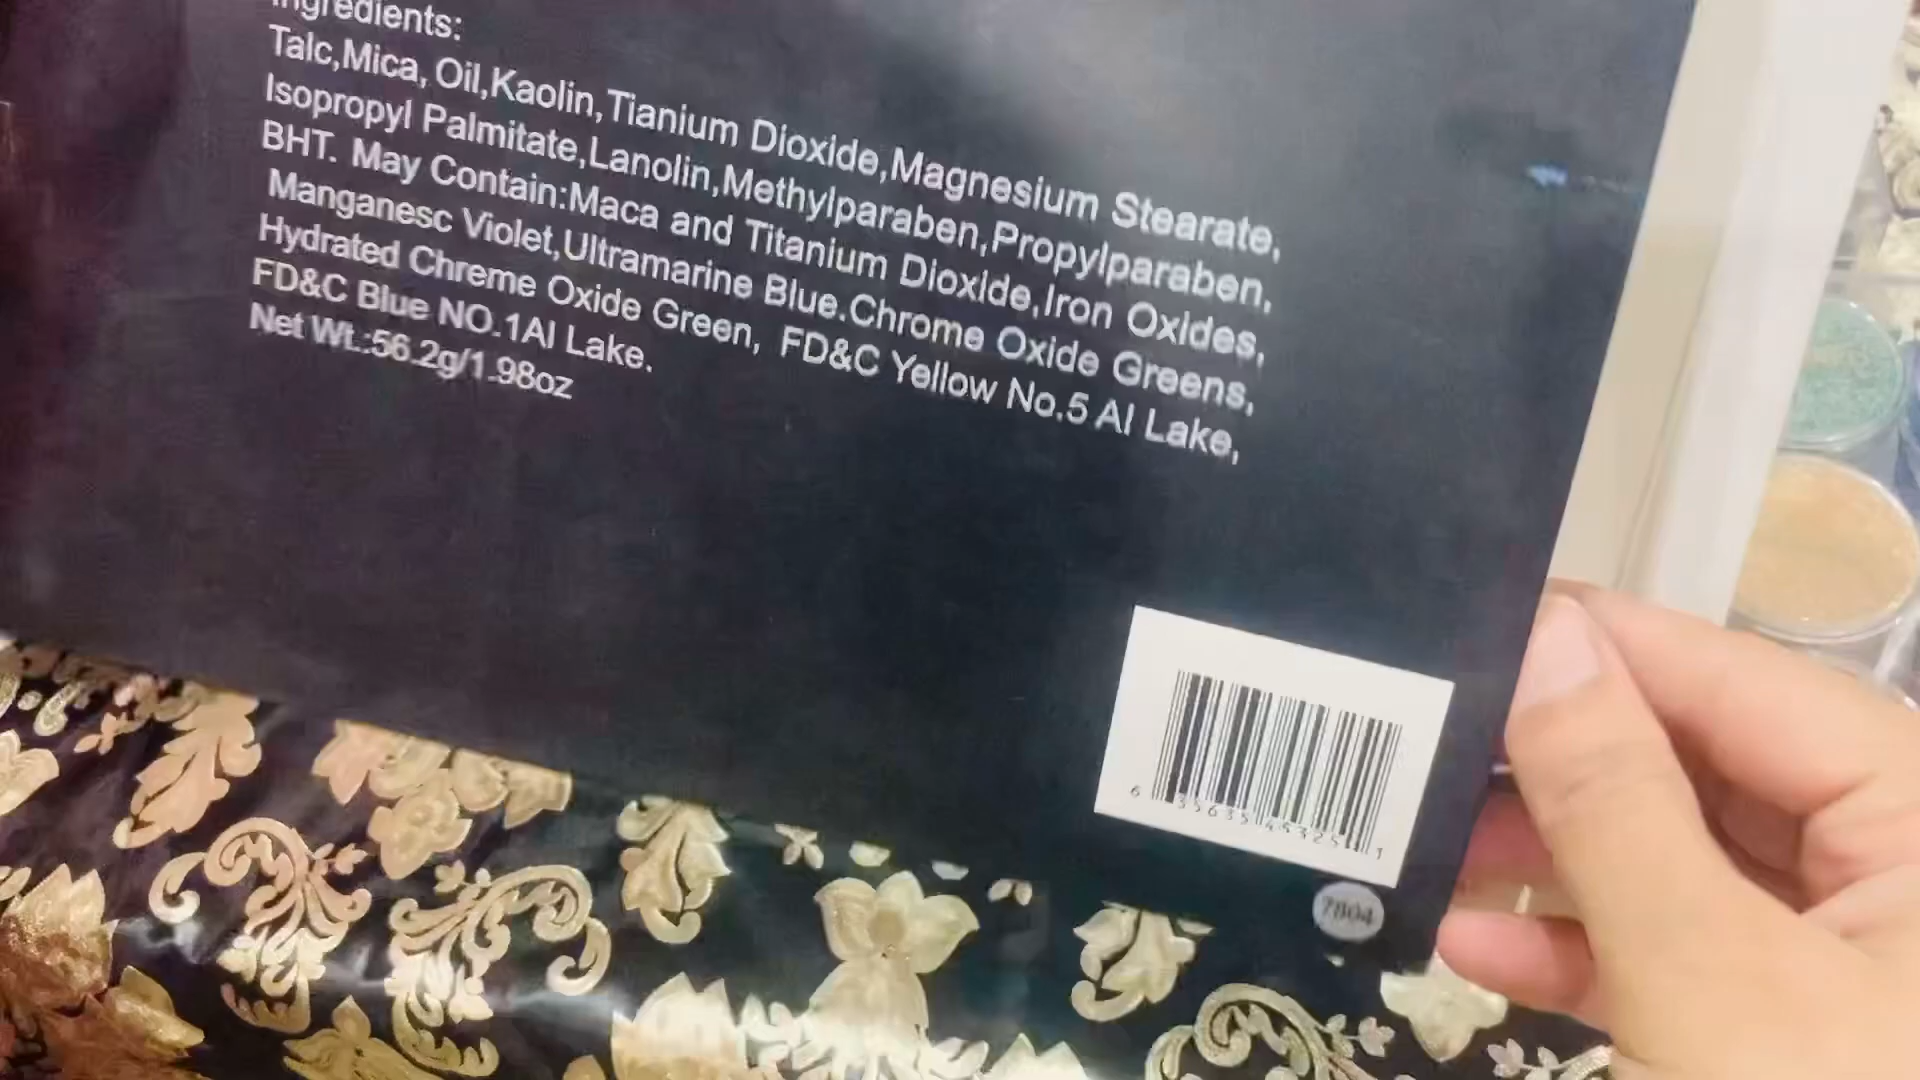 Ingredients:
Talc,Mica, Oil,Kaolin,Tianium Dioxide,Magnesium Stearate,
Isopropyl Palmitate,Lanolin,Methylparaben,Propylparaben,
BHT. May Contain:Maca and Titanium Dioxide,Iron Oxides,
Manganesc Violet,Ultramarine Blue.Chrome Oxide Greens,
Hydrated Chreme Oxide Green, FD&C Yellow No.5 Al Lake,
FD&C Blue NO.1Al Lake.
Net Wt.:56.2g/1.98oz
7804